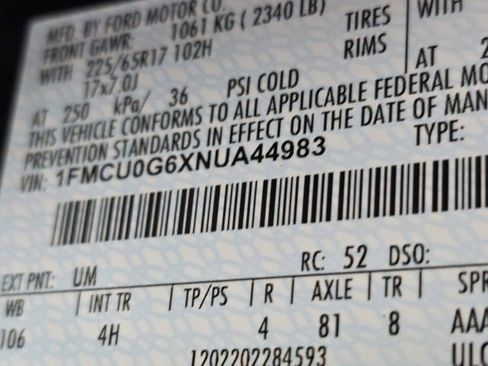 MFD. BY FORD MOTOR CO.
FRONT GAWR: 1061 KG ( 2340 LB) WITH
WITH 225/65R17 102H TIRES
17x7.0J RIMS
AT 250 kPa/ 36 PSI COLD AT 2
THIS VEHICLE CONFORMS TO ALL APPLICABLE FEDERAL MO
PREVENTION STANDARDS IN EFFECT ON THE DATE OF MAN
VIN: 1FMCU0G6XNUA44983 TYPE:
EXT PNT: UM RC: 52 DSO:
WB INT TR TP/PS R AXLE TR SPR
106 4H 4 81 8 AAA
1202202284593 ULC